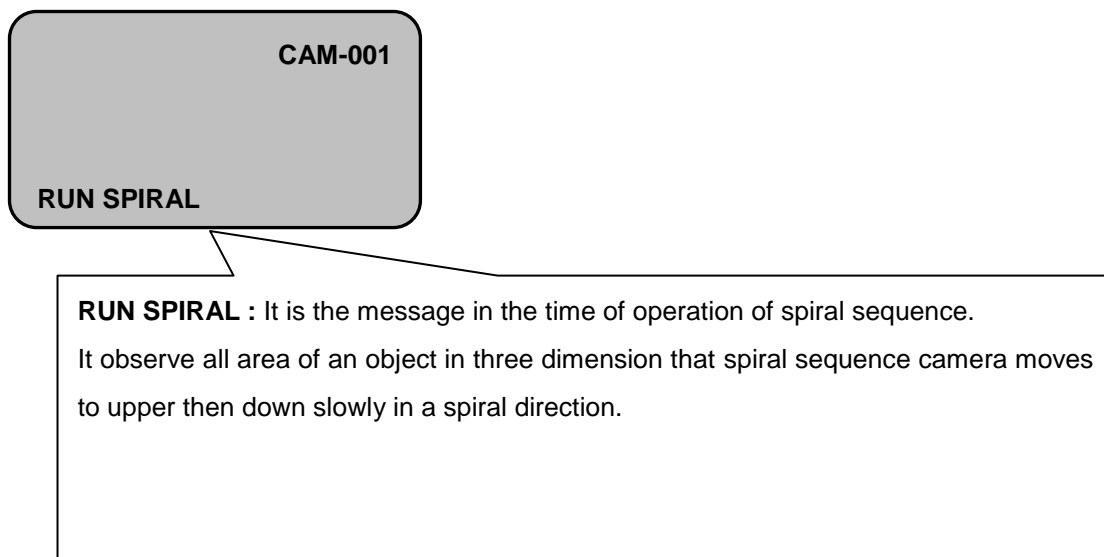 CAM-001
RUN SPIRAL
RUN SPIRAL : It is the message in the time of operation of spiral sequence.
It observe all area of an object in three dimension that spiral sequence camera moves
to upper then down slowly in a spiral direction.